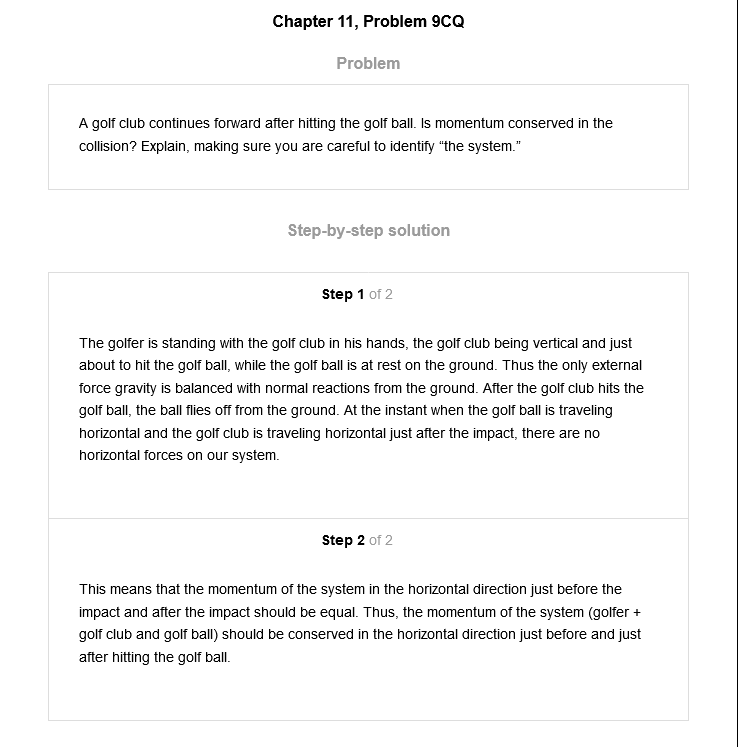 Chapter 11, Problem 9CQ
Problem
A golf club continues forward after hitting the golf ball. Is momentum conserved in the
collision? Explain, making sure you are careful to identify “the system.”
Step-by-step solution
Step 1 of 2
The golfer is standing with the golf club in his hands, the golf club being vertical and just
about to hit the golf ball, while the golf ball is at rest on the ground. Thus the only external
force gravity is balanced with normal reactions from the ground. After the golf club hits the
golf ball, the ball flies off from the ground. At the instant when the golf ball is traveling
horizontal and the golf club is traveling horizontal just after the impact, there are no
horizontal forces on our system.
Step 2 of 2
This means that the momentum of the system in the horizontal direction just before the
impact and after the impact should be equal. Thus, the momentum of the system (golfer +
golf club and golf ball) should be conserved in the horizontal direction just before and just
after hitting the golf ball.